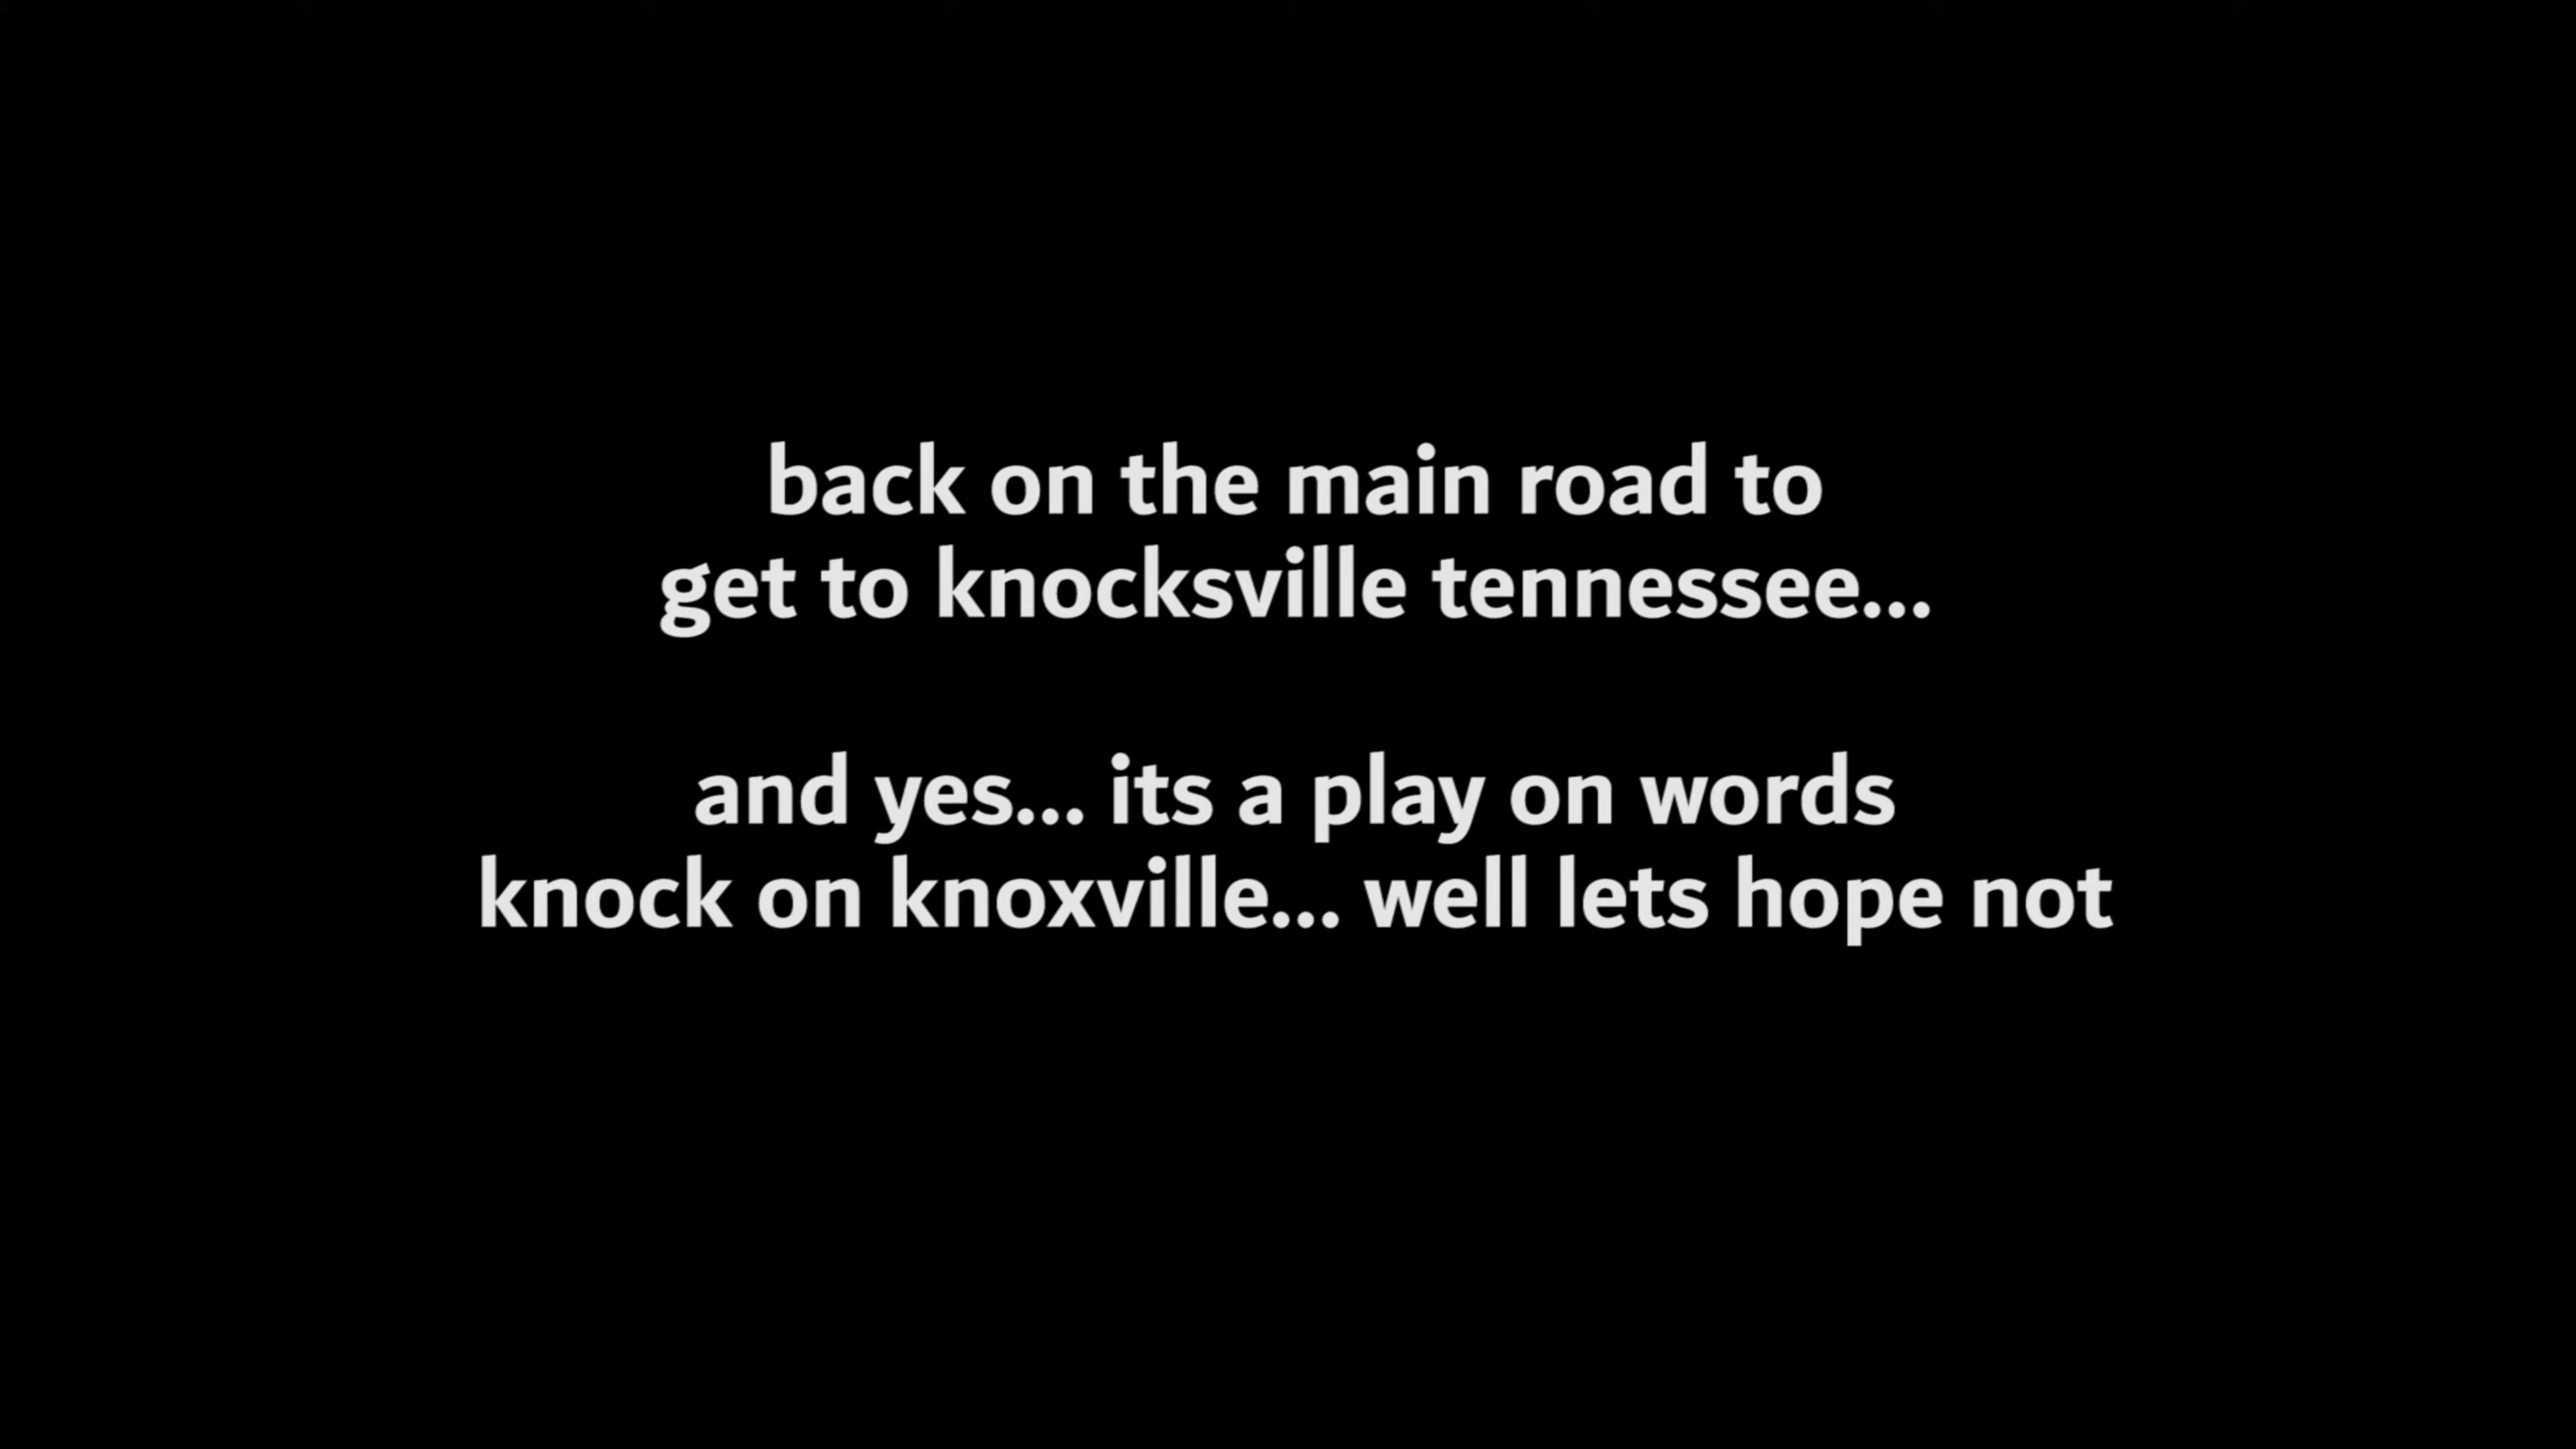 back on the main road to
get to knocksville tennessee...
and yes... its a play on words
knock on knoxville... well lets hope not